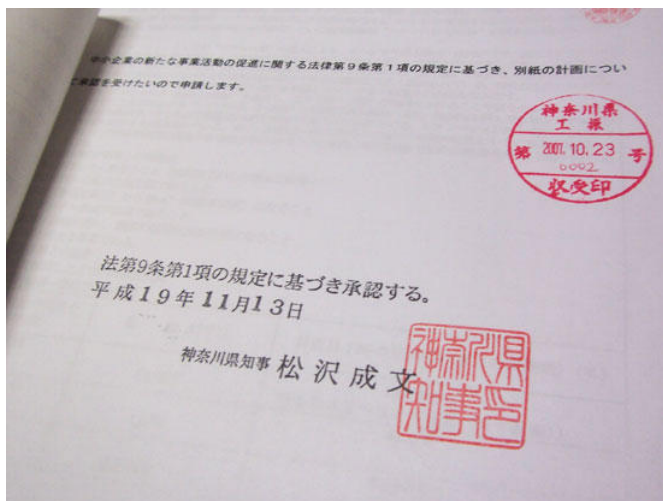 中小企業の新たな事業活動の促進に関する法律第9条第1項の規定に基づき、別紙の計画につい
て承認を受けたいので申請します。
神奈川県
工振
第 2007.10.23 号
0002
収受印
法第9条第1項の規定に基づき承認する。
平成19年11月13日
神奈川県知事 松沢成文
神奈川県
知事印